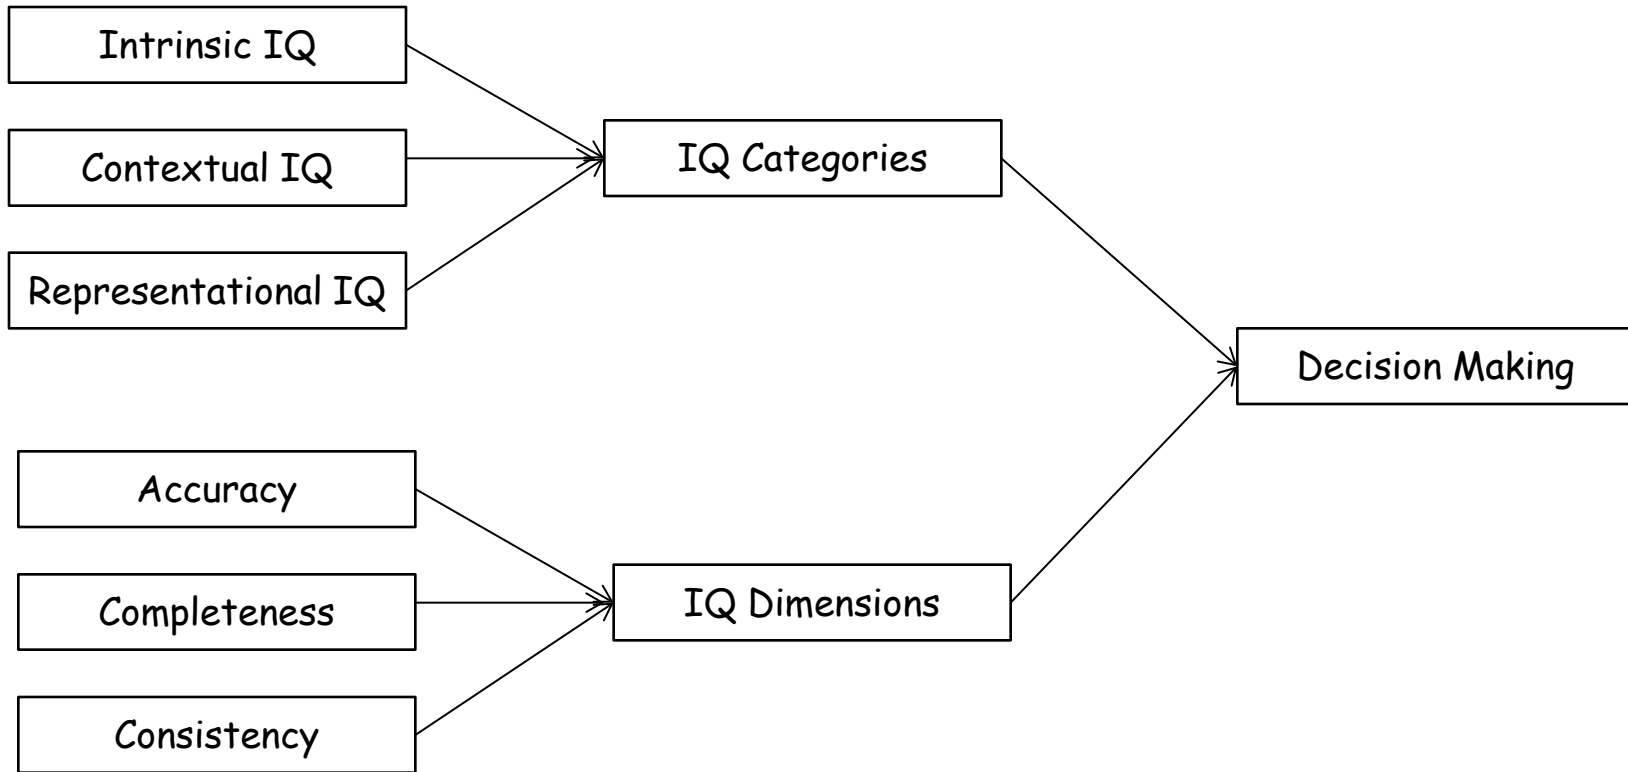 Intrinsic IQ
Contextual IQ
Representational IQ
IQ Categories
Decision Making
Accuracy
Completeness
Consistency
IQ Dimensions